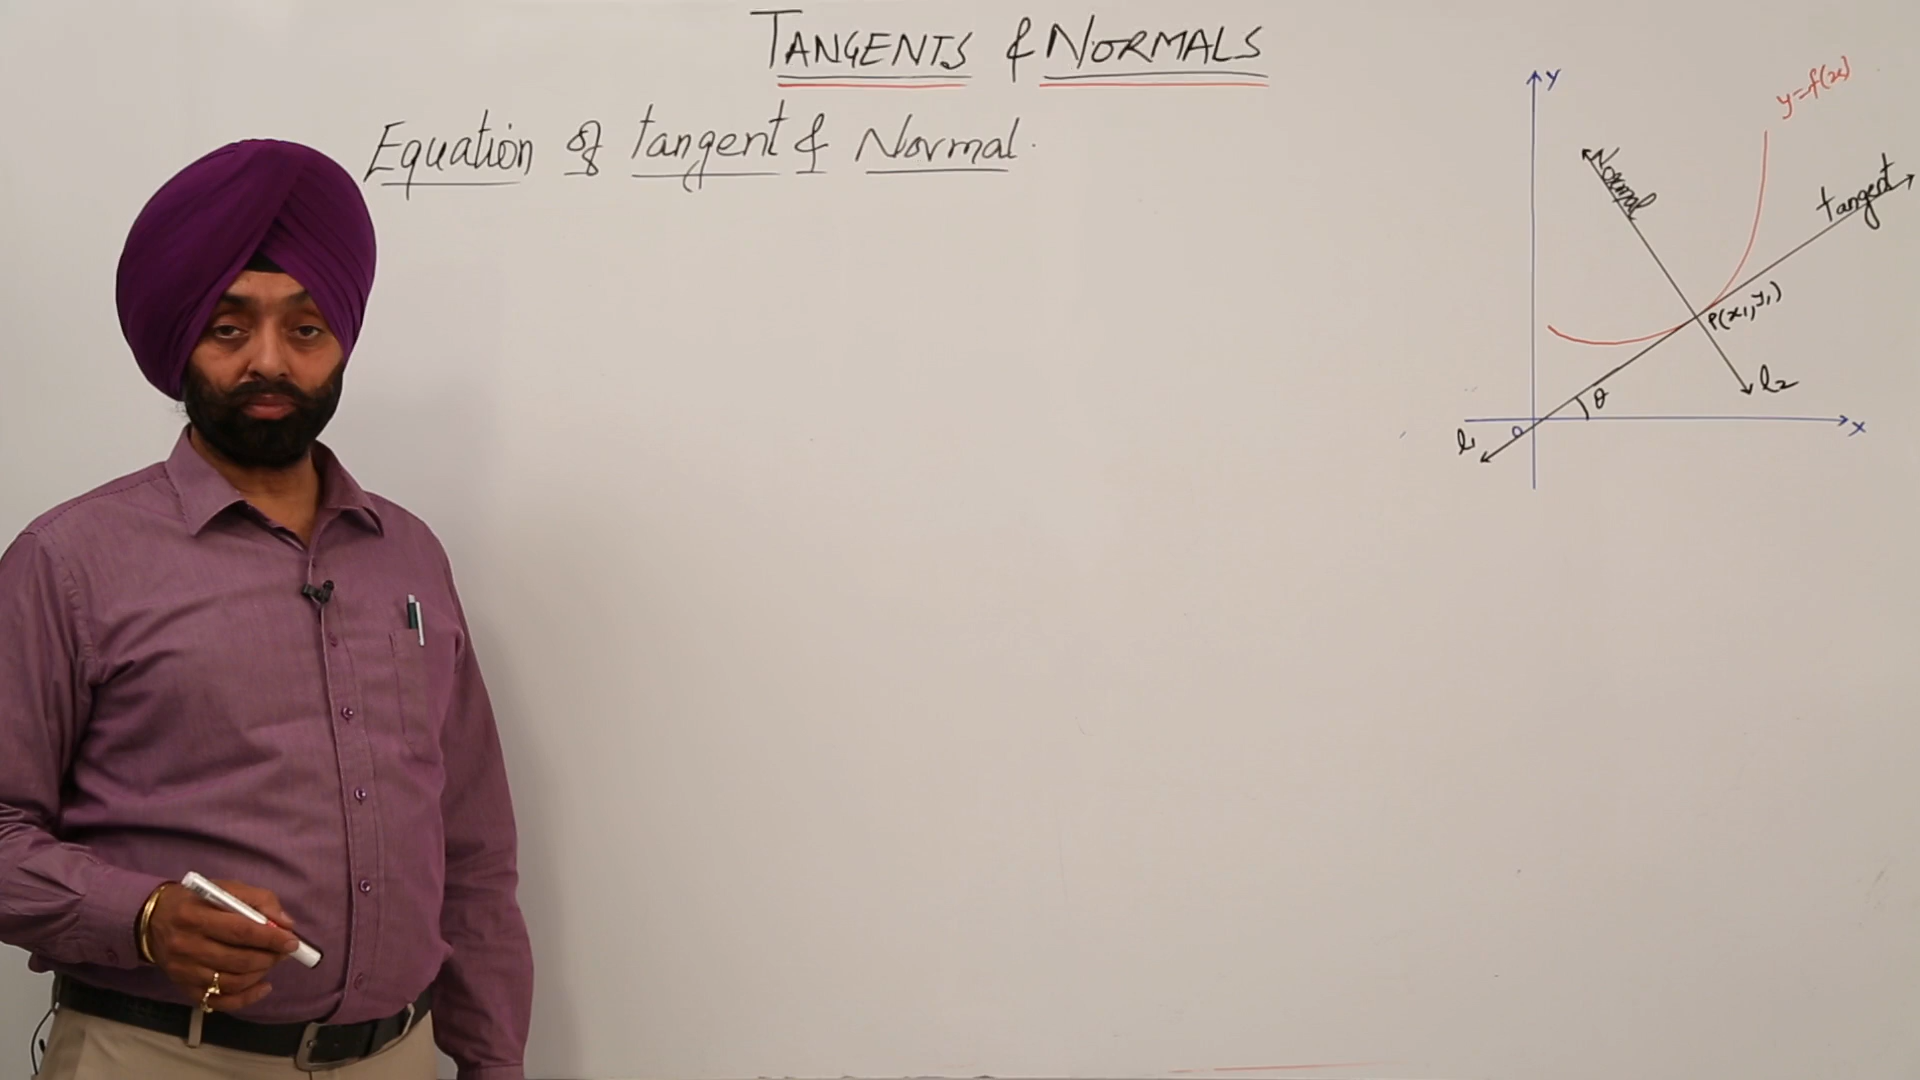 TANGENTS & NORMALS
Equation of tangent & Normal.
Y
y=f(x)
Normal
tangent
P(x₁, y₁)
l₂
θ
O
X
l₁